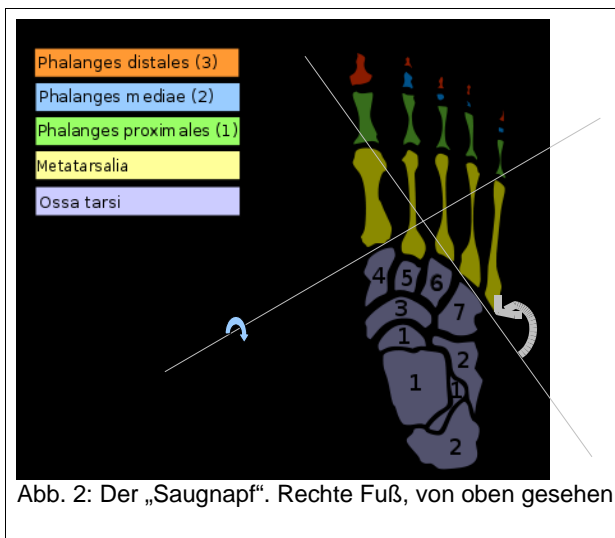 Phalanges distales (3)
Phalanges mediae (2)
Phalanges proximales (1)
Metatarsalia
Ossa tarsi
4
5
6
3
7
1
2
1
1
2
Abb. 2: Der „Saugnapf“. Rechte Fuß, von oben gesehen